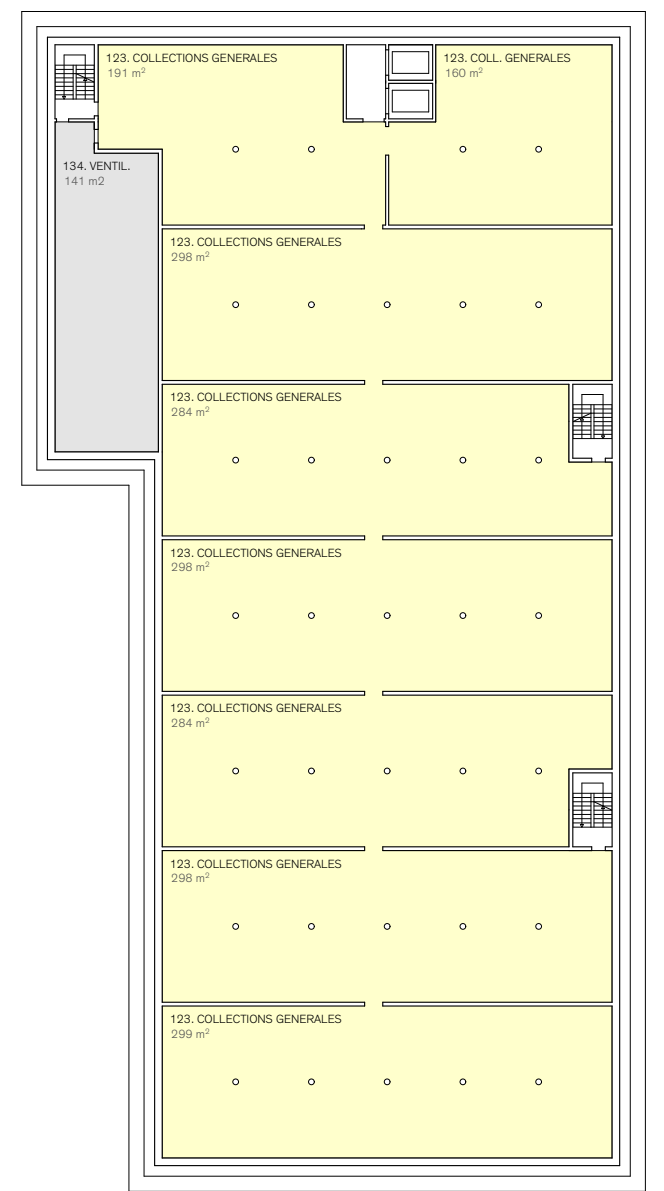 123. COLLECTIONS GENERALES
191 m²
123. COLL. GENERALES
160 m²
134. VENTIL.
141 m2
123. COLLECTIONS GENERALES
298 m²
123. COLLECTIONS GENERALES
284 m²
123. COLLECTIONS GENERALES
298 m²
123. COLLECTIONS GENERALES
284 m²
123. COLLECTIONS GENERALES
298 m²
123. COLLECTIONS GENERALES
299 m²